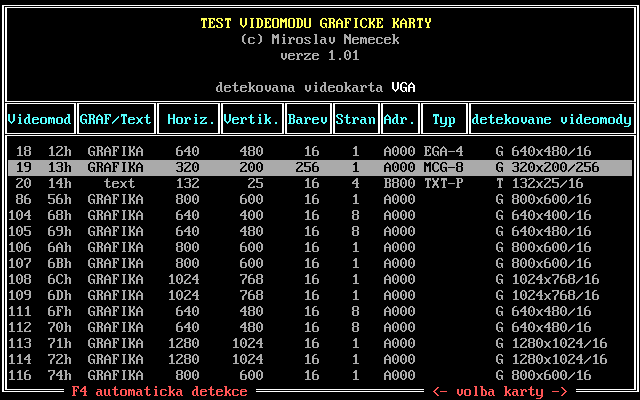 TEST VIDEOMODU GRAFICKE KARTY
(c) Miroslav Nemecek
verze 1.01
detekovana videokarta VGA
Videomod GRAF/Text Horiz. Vertik. Barev Stran Adr. Typ detekovane videomody
18 12h GRAFIKA 640 480 16 1 A000 EGA-4 G 640x480/16
19 13h GRAFIKA 320 200 256 1 A000 MCG-8 G 320x200/256
20 14h text 132 25 16 4 B800 TXT-P T 132x25/16
86 56h GRAFIKA 800 600 16 1 A000 G 800x600/16
104 68h GRAFIKA 640 400 16 8 A000 G 640x400/16
105 69h GRAFIKA 640 480 16 8 A000 G 640x480/16
106 6Ah GRAFIKA 800 600 16 1 A000 G 800x600/16
107 6Bh GRAFIKA 800 600 16 1 A000 G 800x600/16
108 6Ch GRAFIKA 1024 768 16 1 A000 G 1024x768/16
109 6Dh GRAFIKA 1024 768 16 1 A000 G 1024x768/16
111 6Fh GRAFIKA 640 480 16 8 A000 G 640x480/16
112 70h GRAFIKA 640 480 16 8 A000 G 640x480/16
113 71h GRAFIKA 1280 1024 16 1 A000 G 1280x1024/16
114 72h GRAFIKA 1280 1024 16 1 A000 G 1280x1024/16
116 74h GRAFIKA 800 600 16 1 A000 G 800x600/16
F4 automaticka detekce <- volba karty ->